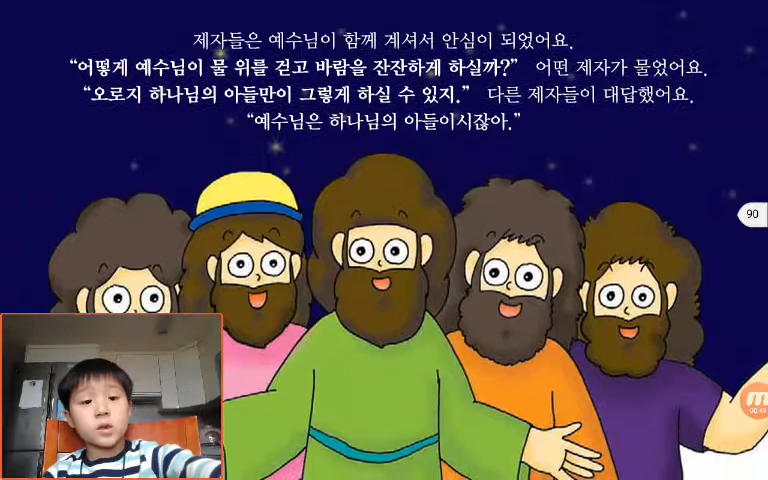 제자들은 예수님이 함께 계셔서 안심이 되었어요.
“어떻게 예수님이 물 위를 걷고 바람을 잔잔하게 하실까?” 어떤 제자가 물었어요.
“오로지 하나님의 아들만이 그렇게 하실 수 있지.” 다른 제자들이 대답했어요.
“예수님은 하나님의 아들이시잖아.”
90
00:49